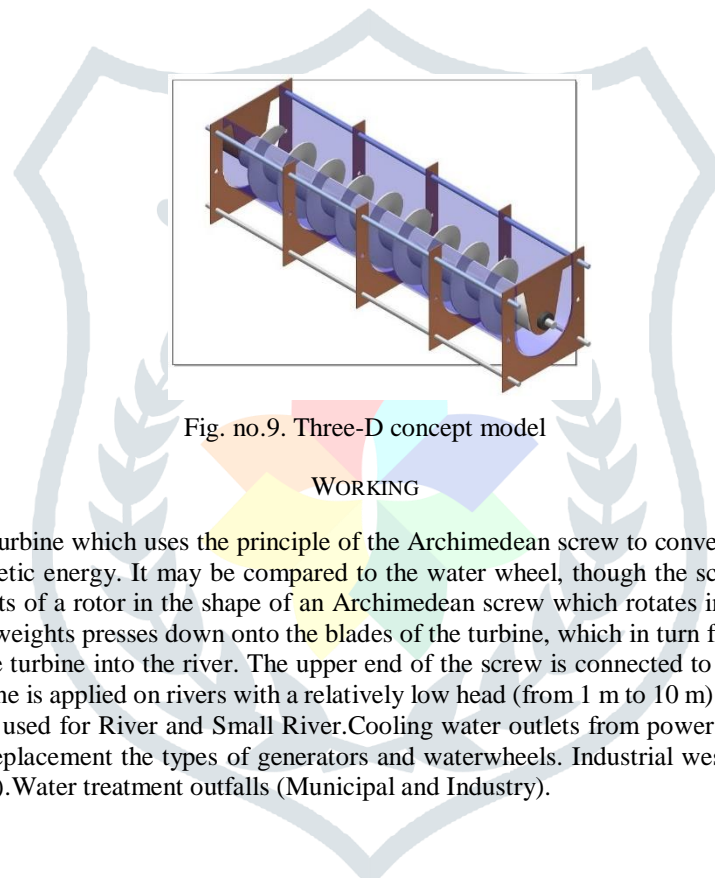 Fig. no.9. Three-D concept model
WORKING
urbine which uses the principle of the Archimedean screw to conve
etic energy. It may be compared to the water wheel, though the sc
ts of a rotor in the shape of an Archimedean screw which rotates in
weights presses down onto the blades of the turbine, which in turn f
e turbine into the river. The upper end of the screw is connected to
ne is applied on rivers with a relatively low head (from 1 m to 10 m)
used for River and Small River.Cooling water outlets from power
eplacement the types of generators and waterwheels. Industrial wes
).Water treatment outfalls (Municipal and Industry).